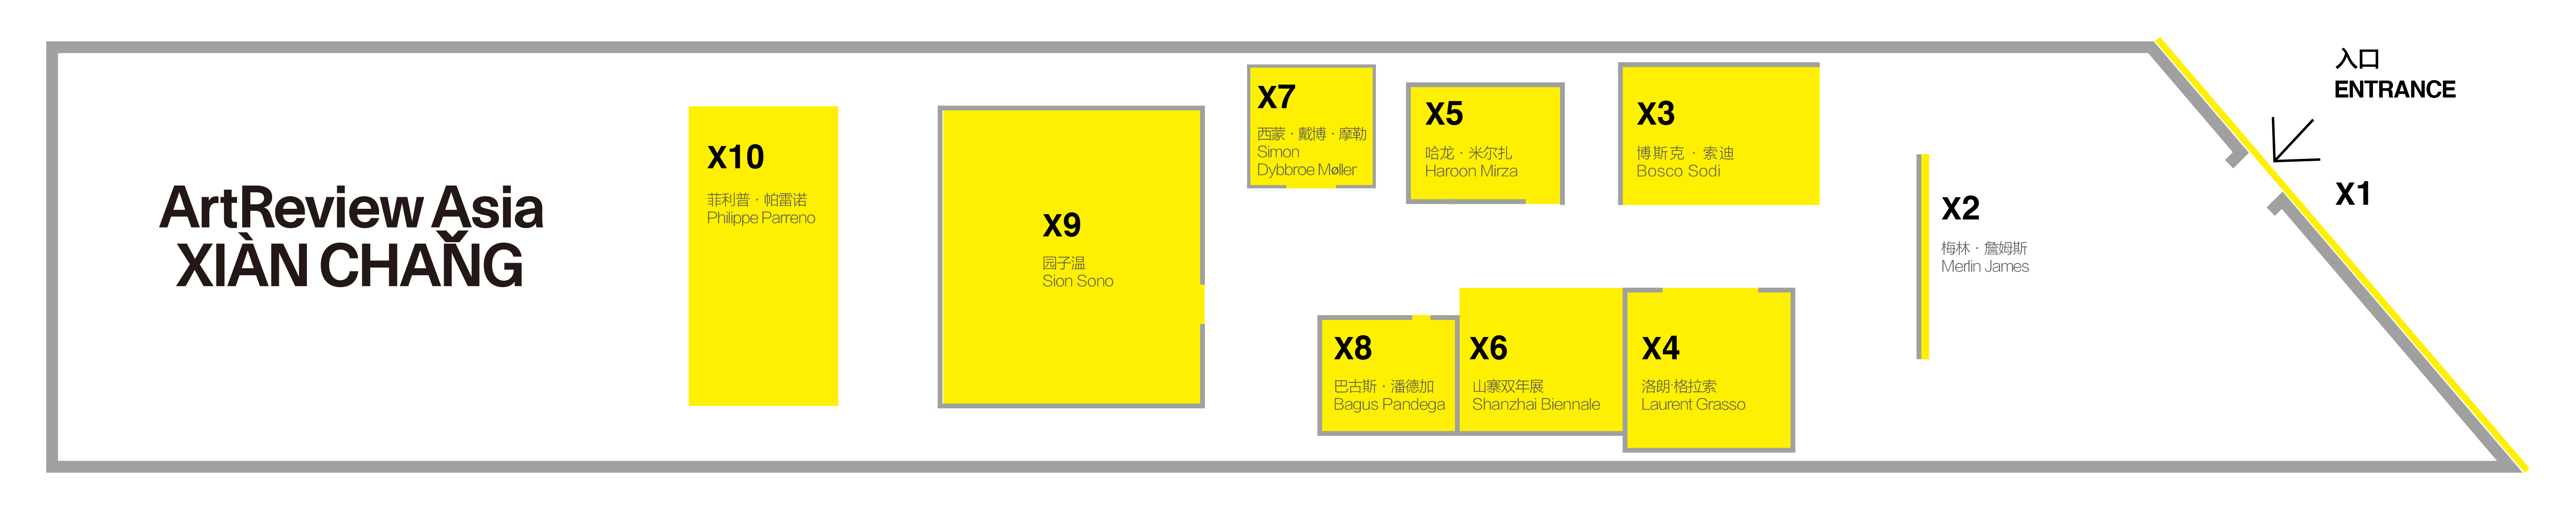 ArtReview Asia
XIÀN CHǍNG
X10
菲利普·帕雷诺
Philippe Parreno
X9
园子温
Sion Sono
X7
西蒙·戴博·摩勒
Simon
Dybbroe Møller
X5
哈龙·米尔扎
Haroon Mirza
X3
博斯克·索迪
Bosco Sodi
X8
巴古斯·潘德加
Bagus Pandega
X6
山寨双年展
Shanzhai Biennale
X4
洛朗·格拉索
Laurent Grasso
X2
梅林·詹姆斯
Merlin James
入口
ENTRANCE
X1